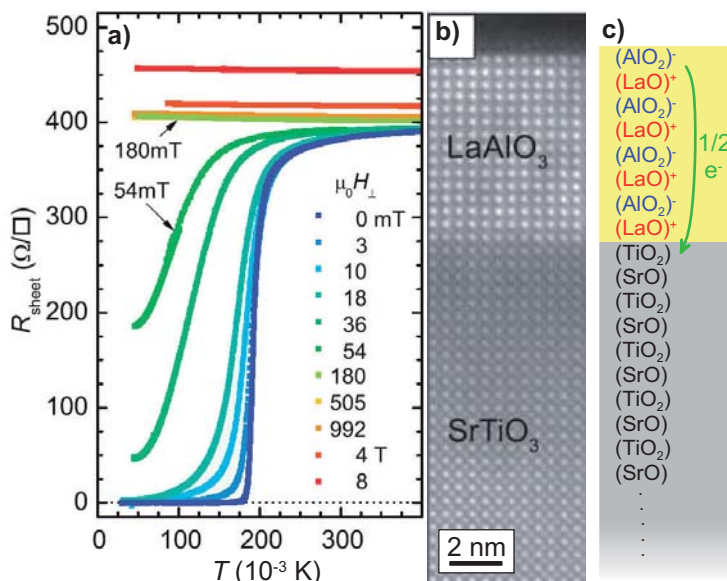 a)
500
400
300
200
100
0
R_sheet (Ω/□)
0
100
200
300
T (10⁻³ K)
180mT
54mT
μ₀H⊥
0 mT
3
10
18
36
54
180
505
992
4 T
8
b)
LaAlO₃
SrTiO₃
2 nm
c)
(AlO₂)⁻
(LaO)⁺
(AlO₂)⁻
(LaO)⁺
(AlO₂)⁻
(LaO)⁺
(AlO₂)⁻
(LaO)⁺
1/2
e⁻
(TiO₂)
(SrO)
(TiO₂)
(SrO)
(TiO₂)
(SrO)
(TiO₂)
(SrO)
(TiO₂)
(SrO)